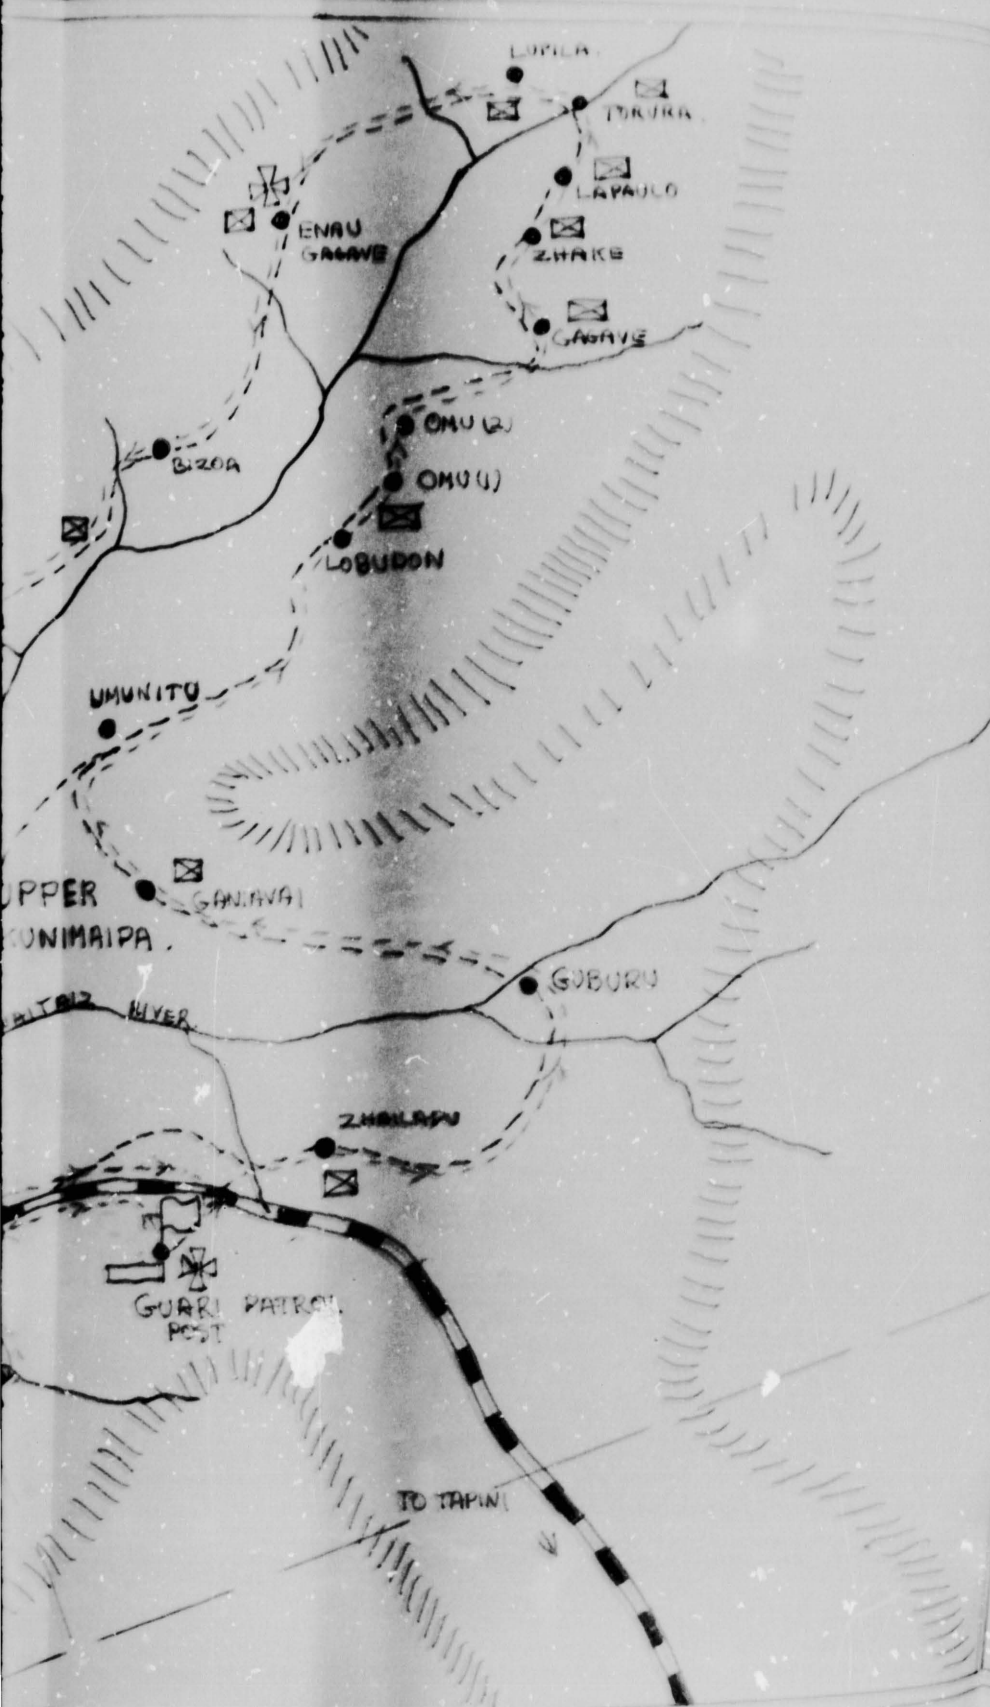 LUPILA.
TORURA.
LAPAULO
ENAU
GAGAVE
ZHAKE
GAGAVE
OMU (2)
BIZOA
OMU (1)
LOBUDON
UMUNITU
UPPER
GANIAVAI
KUNIMAIPA.
GUBURU
RIVER
ZHAILAPU
GUARI PATROL
POST
TO TAPINI